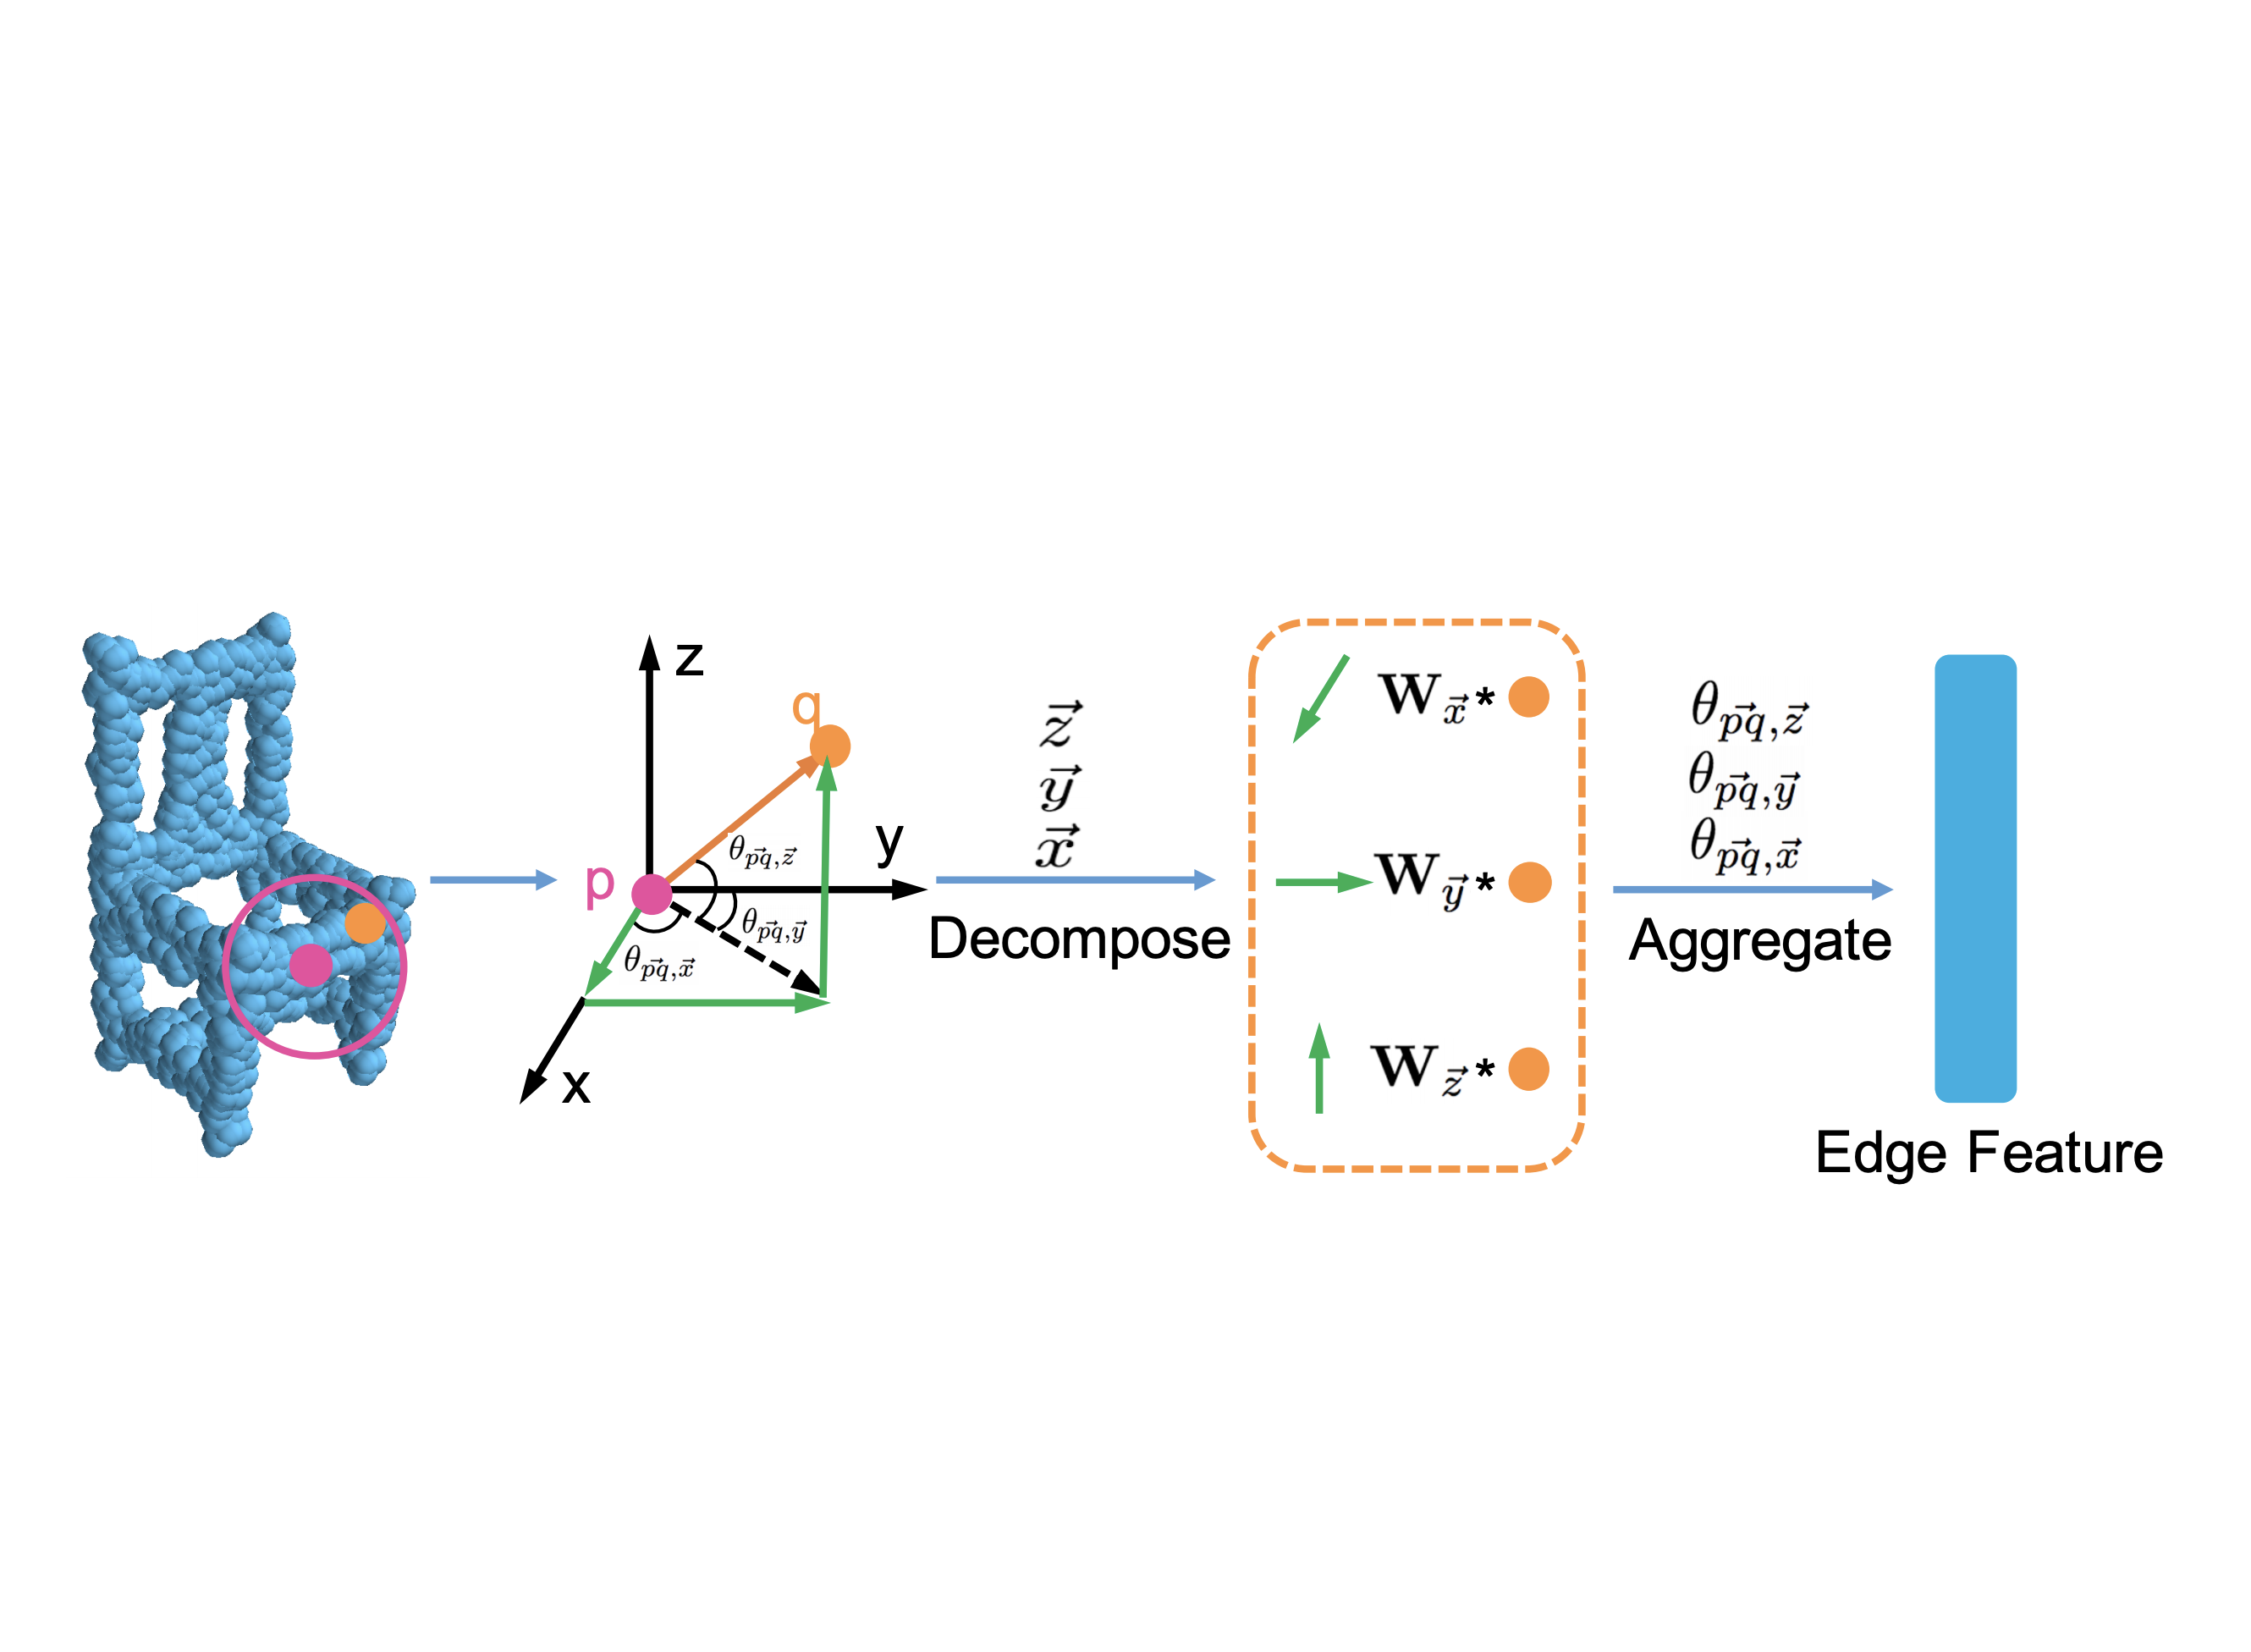 z
q
y
p
θ_{p⃗q,z⃗}
θ_{p⃗q,y⃗}
θ_{p⃗q,x⃗}
x
z⃗
y⃗
x⃗
Decompose
W_{x⃗} *
W_{y⃗} *
W_{z⃗} *
θ_{p⃗q,z⃗}
θ_{p⃗q,y⃗}
θ_{p⃗q,x⃗}
Aggregate
Edge Feature